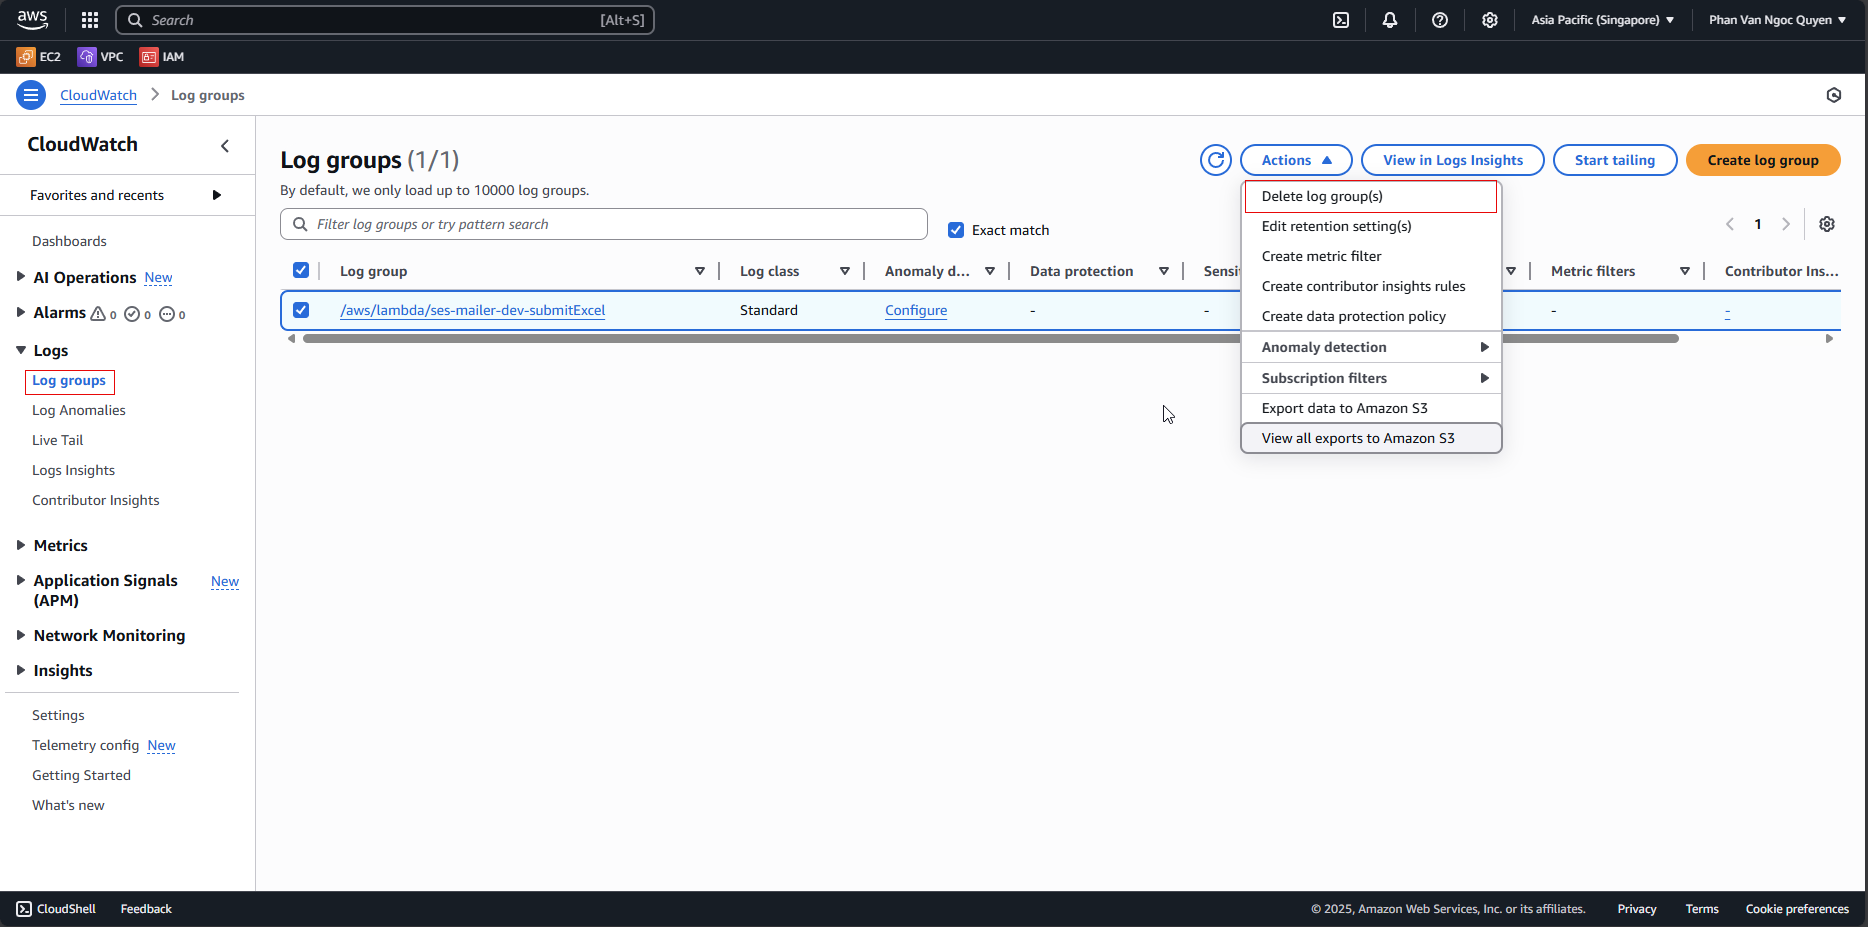 aws
Search [Alt+S]
Asia Pacific (Singapore)
Phan Van Ngoc Quyen
EC2 VPC IAM
CloudWatch
Log groups
CloudWatch
Favorites and recents
Dashboards
AI Operations New
Alarms 0 0 0
Logs
Log groups
Log Anomalies
Live Tail
Logs Insights
Contributor Insights
Metrics
Application Signals (APM) New
Network Monitoring
Insights
Settings
Telemetry config New
Getting Started
What's new
Log groups (1/1)
By default, we only load up to 10000 log groups.
Actions
View in Logs Insights
Start tailing
Create log group
Filter log groups or try pattern search
Exact match
1
Log group Log class Anomaly d... Data protection Sensit Metric filters Contributor Ins...
/aws/lambda/ses-mailer-dev-submitExcel Standard Configure - - - -
Delete log group(s)
Edit retention setting(s)
Create metric filter
Create contributor insights rules
Create data protection policy
Anomaly detection
Subscription filters
Export data to Amazon S3
View all exports to Amazon S3
CloudShell Feedback
© 2025, Amazon Web Services, Inc. or its affiliates. Privacy Terms Cookie preferences